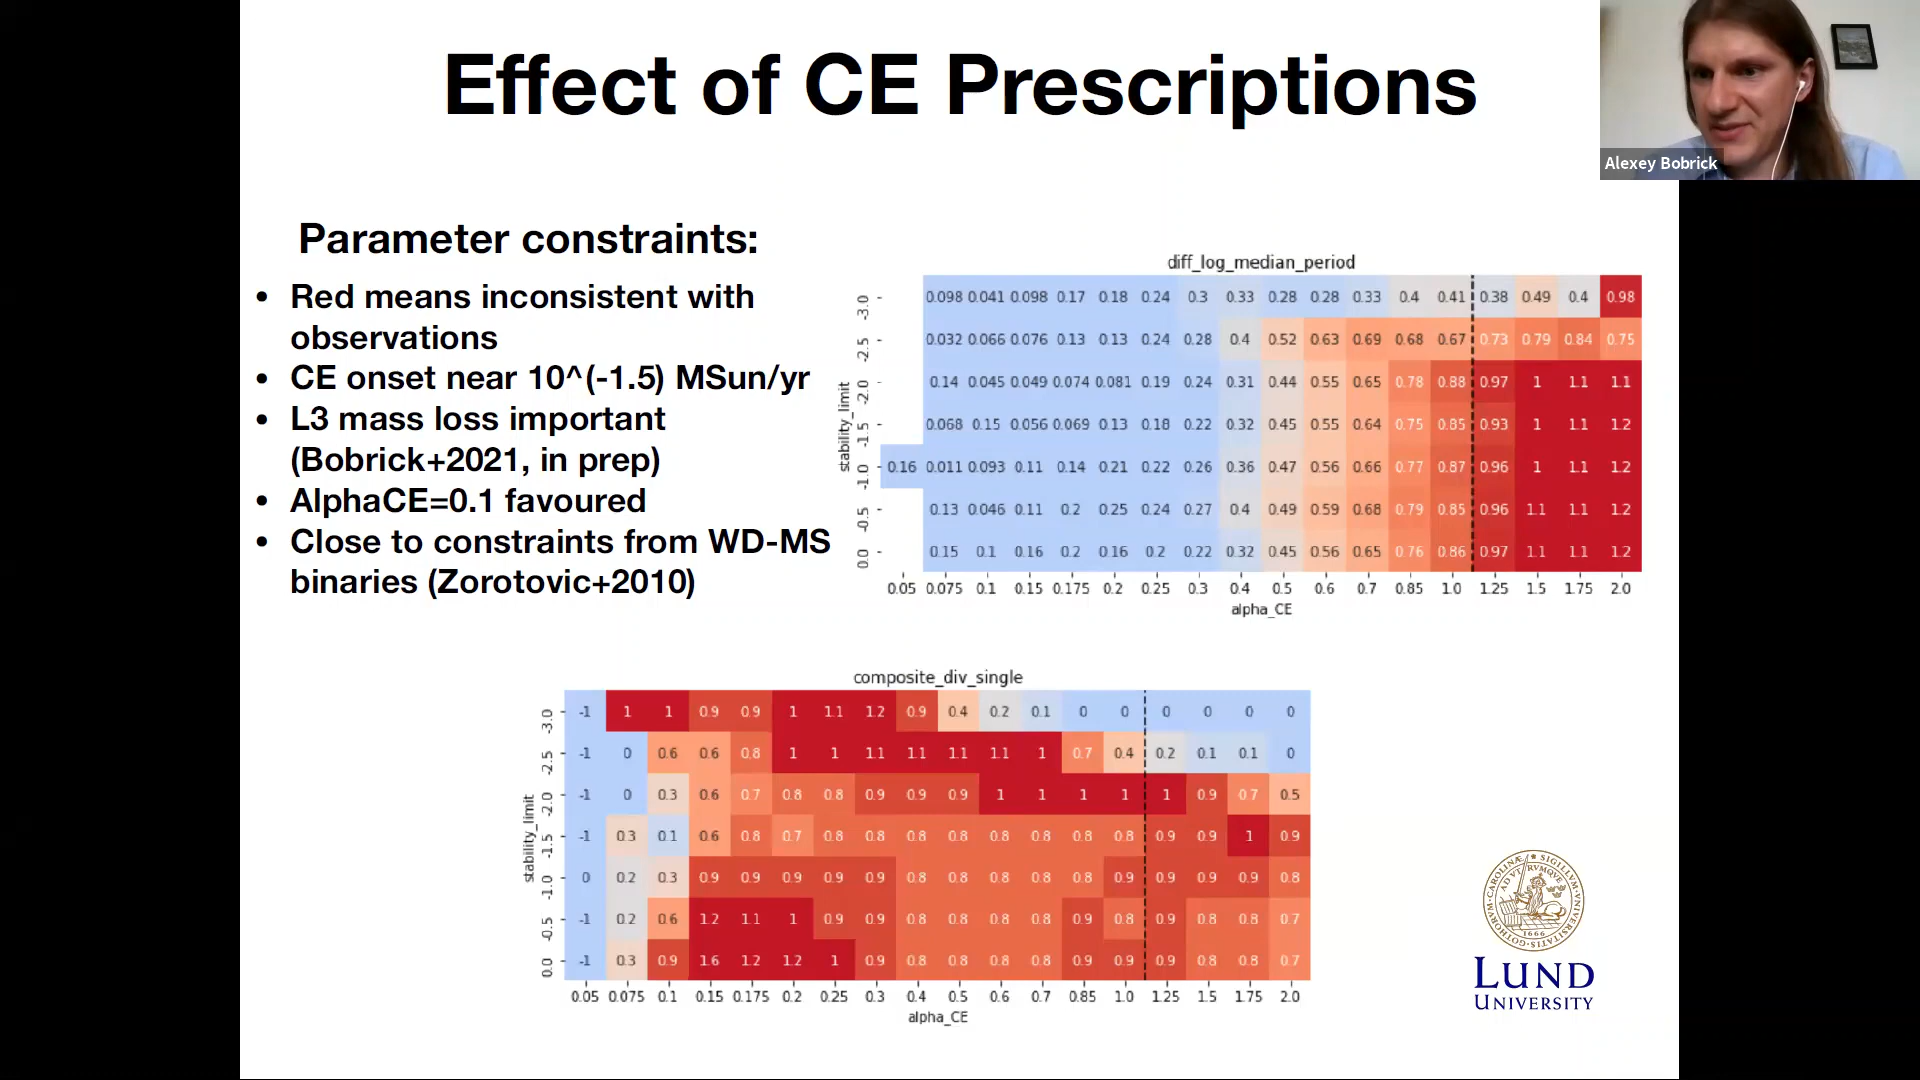 Effect of CE Prescriptions
Alexey Bobrick
Parameter constraints:
• Red means inconsistent with
observations
• CE onset near 10^(-1.5) MSun/yr
• L3 mass loss important
(Bobrick+2021, in prep)
• AlphaCE=0.1 favoured
• Close to constraints from WD-MS
binaries (Zorotovic+2010)
diff_log_median_period
stability_limit
-3.0 0.098 0.041 0.098 0.17 0.18 0.24 0.3 0.33 0.28 0.28 0.33 0.4 0.41 0.38 0.49 0.4 0.98
-2.5 0.032 0.066 0.076 0.13 0.13 0.24 0.28 0.4 0.52 0.63 0.69 0.68 0.67 0.73 0.79 0.84 0.75
-2.0 0.14 0.045 0.049 0.074 0.081 0.19 0.24 0.31 0.44 0.55 0.65 0.78 0.88 0.97 1 1.1 1.1
-1.5 0.068 0.15 0.056 0.069 0.13 0.18 0.22 0.32 0.45 0.55 0.64 0.75 0.85 0.93 1 1.1 1.2
-1.0 0.16 0.011 0.093 0.11 0.14 0.21 0.22 0.26 0.36 0.47 0.56 0.66 0.77 0.87 0.96 1 1.1 1.2
-0.5 0.13 0.046 0.11 0.2 0.25 0.24 0.27 0.4 0.49 0.59 0.68 0.79 0.85 0.96 1.1 1.1 1.2
0.0 0.15 0.1 0.16 0.2 0.16 0.2 0.22 0.32 0.45 0.56 0.65 0.76 0.86 0.97 1.1 1.1 1.2
0.05 0.075 0.1 0.15 0.175 0.2 0.25 0.3 0.4 0.5 0.6 0.7 0.85 1.0 1.25 1.5 1.75 2.0
alpha_CE
composite_div_single
stability_limit
-3.0 -1 1 1 0.9 0.9 1 1.1 1.2 0.9 0.4 0.2 0.1 0 0 0 0 0 0
-2.5 -1 0 0.6 0.6 0.8 1 1 1.1 1.1 1.1 1.1 1 0.7 0.4 0.2 0.1 0.1 0
-2.0 -1 0 0.3 0.6 0.7 0.8 0.8 0.9 0.9 0.9 1 1 1 1 1 0.9 0.7 0.5
-1.5 -1 0.3 0.1 0.6 0.8 0.7 0.8 0.8 0.8 0.8 0.8 0.8 0.8 0.8 0.9 0.9 1 0.9
-1.0 0 0.2 0.3 0.9 0.9 0.9 0.9 0.9 0.8 0.8 0.8 0.8 0.8 0.9 0.9 0.9 0.9 0.8
-0.5 -1 0.2 0.6 1.2 1.1 1 0.9 0.9 0.8 0.8 0.8 0.8 0.9 0.8 0.9 0.8 0.8 0.7
0.0 -1 0.3 0.9 1.6 1.2 1.2 1 0.9 0.8 0.8 0.8 0.8 0.9 0.9 0.9 0.8 0.8 0.7
0.05 0.075 0.1 0.15 0.175 0.2 0.25 0.3 0.4 0.5 0.6 0.7 0.85 1.0 1.25 1.5 1.75 2.0
alpha_CE
1666
LUND
UNIVERSITY